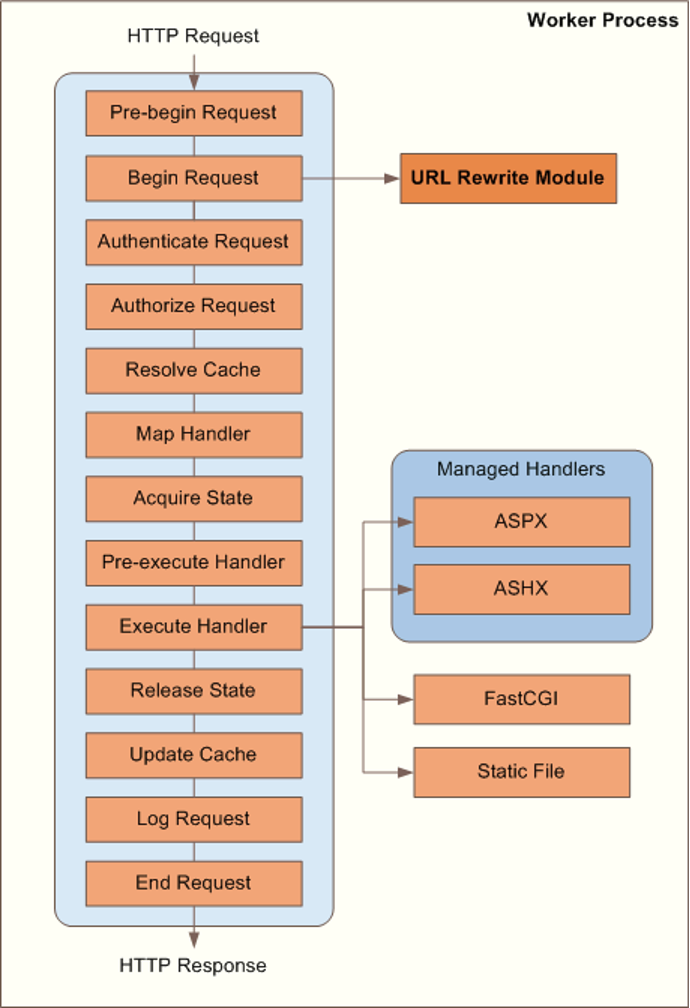 Worker Process
HTTP Request
Pre-begin Request
Begin Request
URL Rewrite Module
Authenticate Request
Authorize Request
Resolve Cache
Map Handler
Acquire State
Pre-execute Handler
Execute Handler
Managed Handlers
ASPX
ASHX
FastCGI
Static File
Release State
Update Cache
Log Request
End Request
HTTP Response